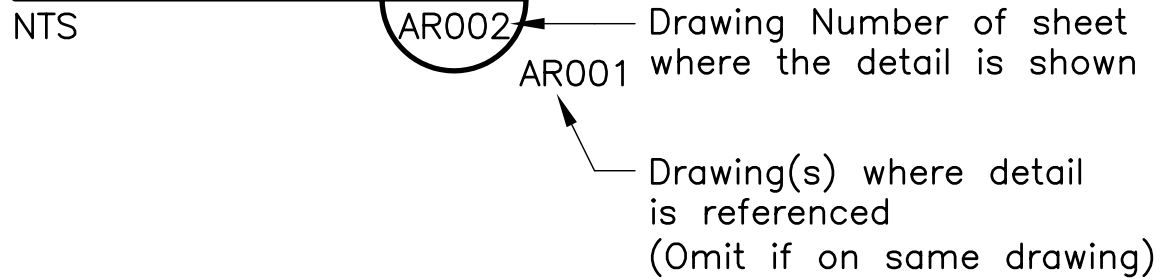 NTS
AR002
Drawing Number of sheet
where the detail is shown
AR001
Drawing(s) where detail
is referenced
(Omit if on same drawing)